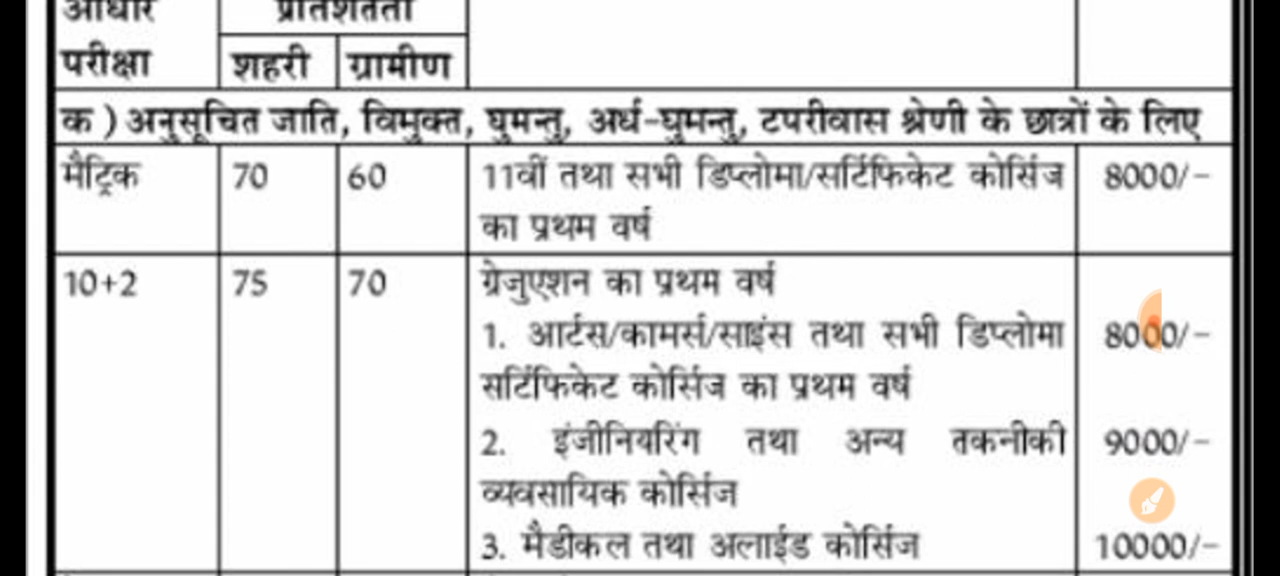 आधार
प्रतिशतता
परीक्षा
शहरी
ग्रामीण
क ) अनुसूचित जाति, विमुक्त, घुमन्तु, अर्ध-घुमन्तु, टपरीवास श्रेणी के छात्रों के लिए
मैट्रिक 70 60 11वीं तथा सभी डिप्लोमा/सर्टिफिकेट कोर्सिज 8000/-
का प्रथम वर्ष
10+2 75 70 ग्रेजुएशन का प्रथम वर्ष
1. आर्टस/कामर्स/साइंस तथा सभी डिप्लोमा 8000/-
सर्टिफिकेट कोर्सिज का प्रथम वर्ष
2. इंजीनियरिंग तथा अन्य तकनीकी 9000/-
व्यवसायिक कोर्सिज
3. मैडीकल तथा अलाईड कोर्सिज 10000/-